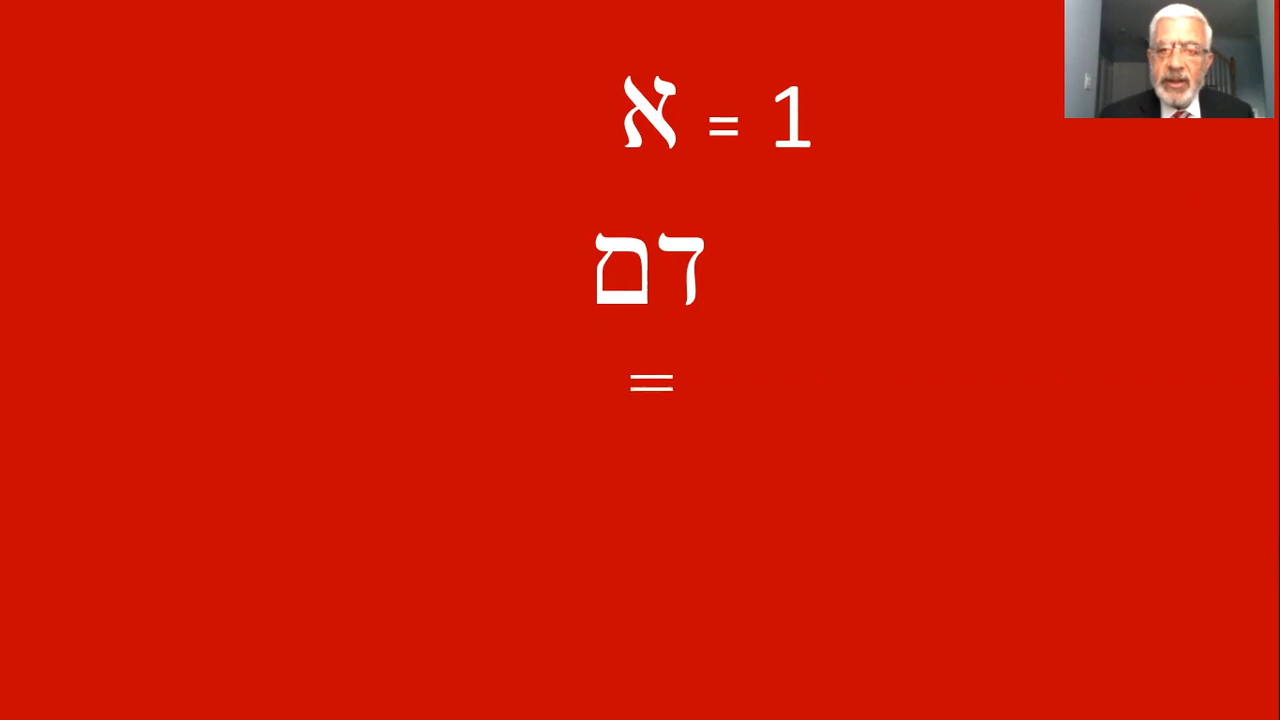 א = 1
דם
=